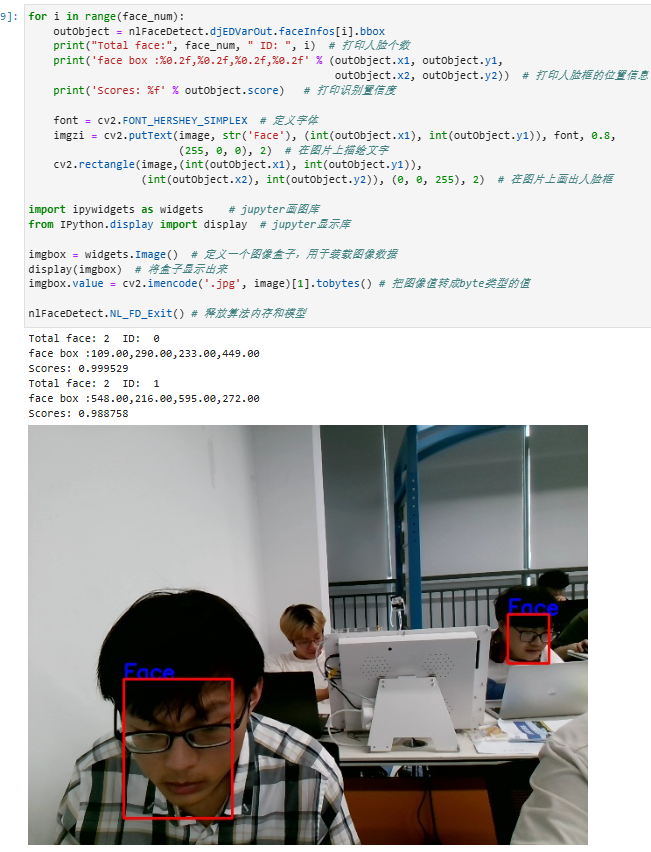 9]: for i in range(face_num):
outObject = nlFaceDetect.djEDVarOut.faceInfos[i].bbox
print("Total face:", face_num, " ID: ", i)  # 打印人脸个数
print('face box :%0.2f,%0.2f,%0.2f,%0.2f' % (outObject.x1, outObject.y1,
outObject.x2, outObject.y2))  # 打印人脸框的位置信息
print('Scores: %f' % outObject.score)   # 打印识别置信度
font = cv2.FONT_HERSHEY_SIMPLEX  # 定义字体
imgzi = cv2.putText(image, str('Face'), (int(outObject.x1), int(outObject.y1)), font, 0.8,
(255, 0, 0), 2)  # 在图片上描绘文字
cv2.rectangle(image,(int(outObject.x1), int(outObject.y1)),
(int(outObject.x2), int(outObject.y2)), (0, 0, 255), 2)  # 在图片上画出人脸框
import ipywidgets as widgets    # jupyter画图库
from IPython.display import display  # jupyter显示库
imgbox = widgets.Image()  # 定义一个图像盒子，用于装载图像数据
display(imgbox)  # 将盒子显示出来
imgbox.value = cv2.imencode('.jpg', image)[1].tobytes() # 把图像值转成byte类型的值
nlFaceDetect.NL_FD_Exit() # 释放算法内存和模型
Total face: 2  ID:  0
face box :109.00,290.00,233.00,449.00
Scores: 0.999529
Total face: 2  ID:  1
face box :548.00,216.00,595.00,272.00
Scores: 0.988758
Face
Face